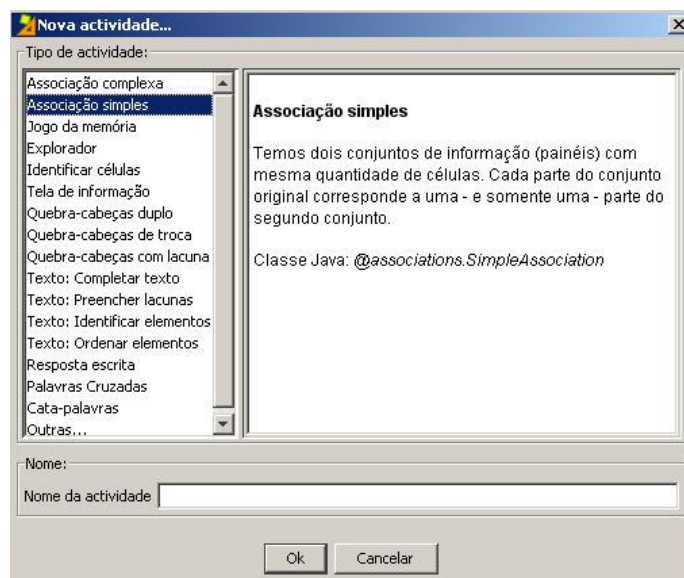 Nova actividade...
Tipo de actividade:
Associação complexa
Associação simples
Jogo da memória
Explorador
Identificar células
Tela de informação
Quebra-cabeças duplo
Quebra-cabeças de troca
Quebra-cabeças com lacuna
Texto: Completar texto
Texto: Preencher lacunas
Texto: Identificar elementos
Texto: Ordenar elementos
Resposta escrita
Palavras Cruzadas
Cata-palavras
Outras...
Associação simples
Temos dois conjuntos de informação (painéis) com
mesma quantidade de células. Cada parte do conjunto
original corresponde a uma - e somente uma - parte do
segundo conjunto.
Classe Java: @associations.SimpleAssociation
Nome:
Nome da actividade
Ok
Cancelar